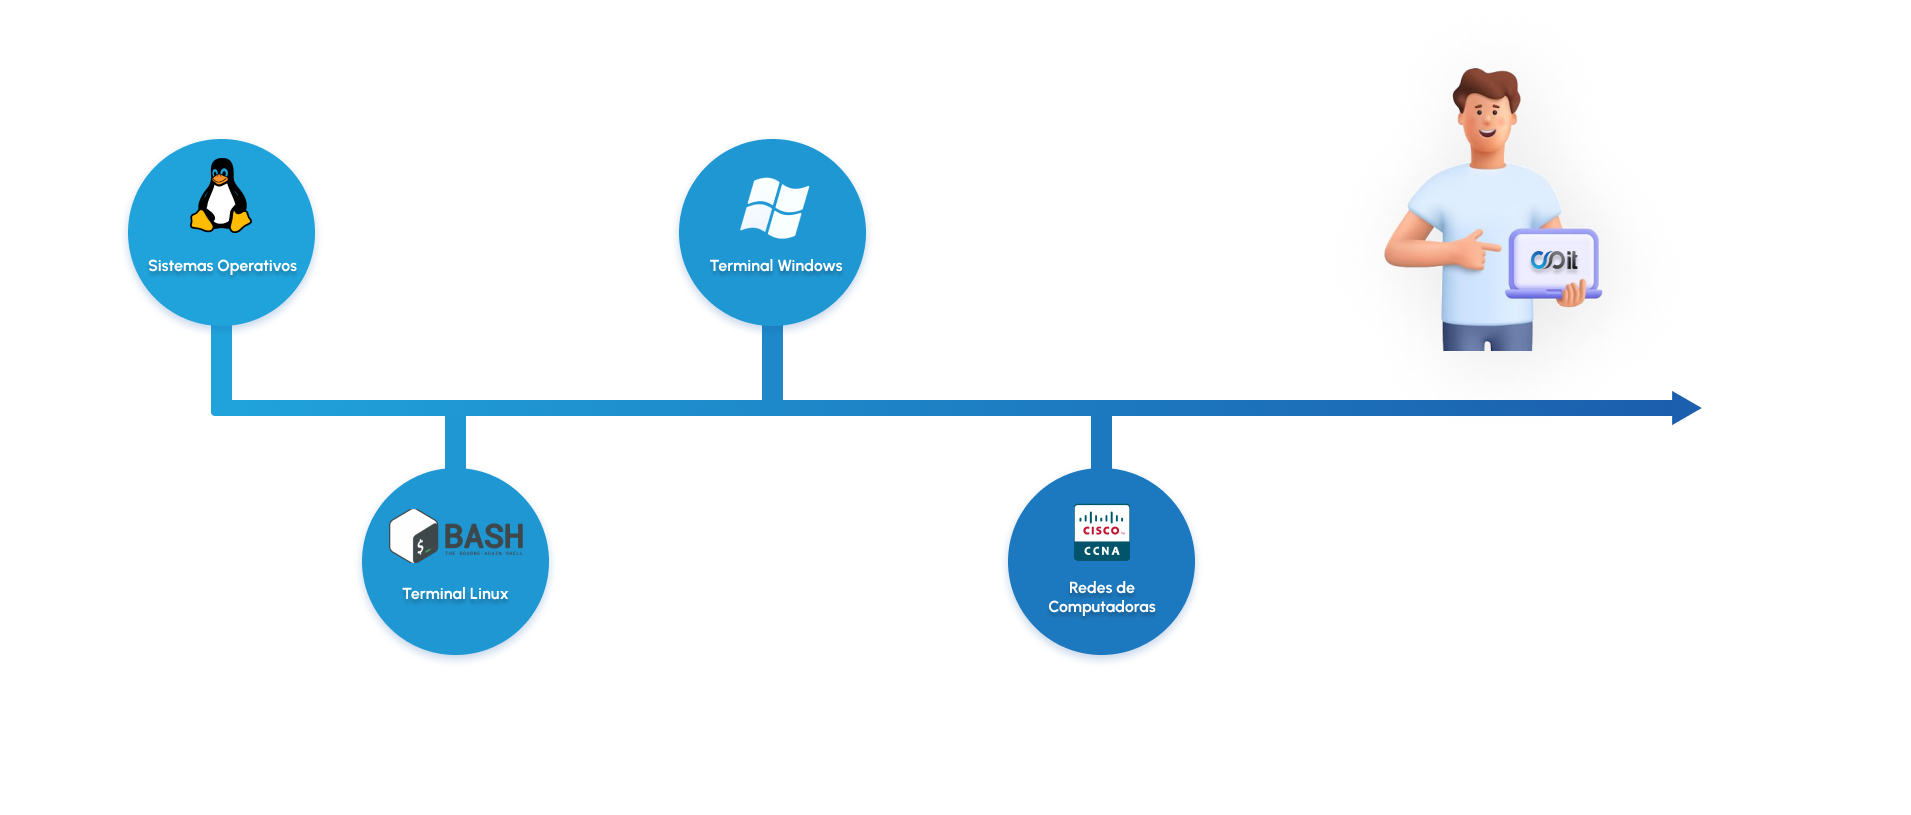 Sistemas Operativos
Terminal Windows
it
BASH
THE BOURNE-AGAIN SHELL
Terminal Linux
CISCO
CCNA
Redes de
Computadoras